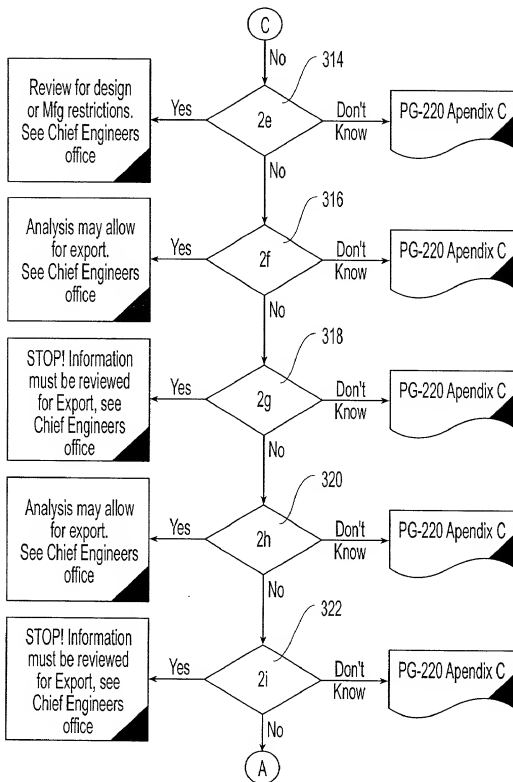 C
No
314
Review for design
or Mfg restrictions.
See Chief Engineers
office
Yes
2e
Don't
Know
PG-220 Apendix C
No
316
Analysis may allow
for export.
See Chief Engineers
office
Yes
2f
Don't
Know
PG-220 Apendix C
No
318
STOP! Information
must be reviewed
for Export, see
Chief Engineers
office
Yes
2g
Don't
Know
PG-220 Apendix C
No
320
Analysis may allow
for export.
See Chief Engineers
office
Yes
2h
Don't
Know
PG-220 Apendix C
No
322
STOP! Information
must be reviewed
for Export, see
Chief Engineers
office
Yes
2i
Don't
Know
PG-220 Apendix C
No
A